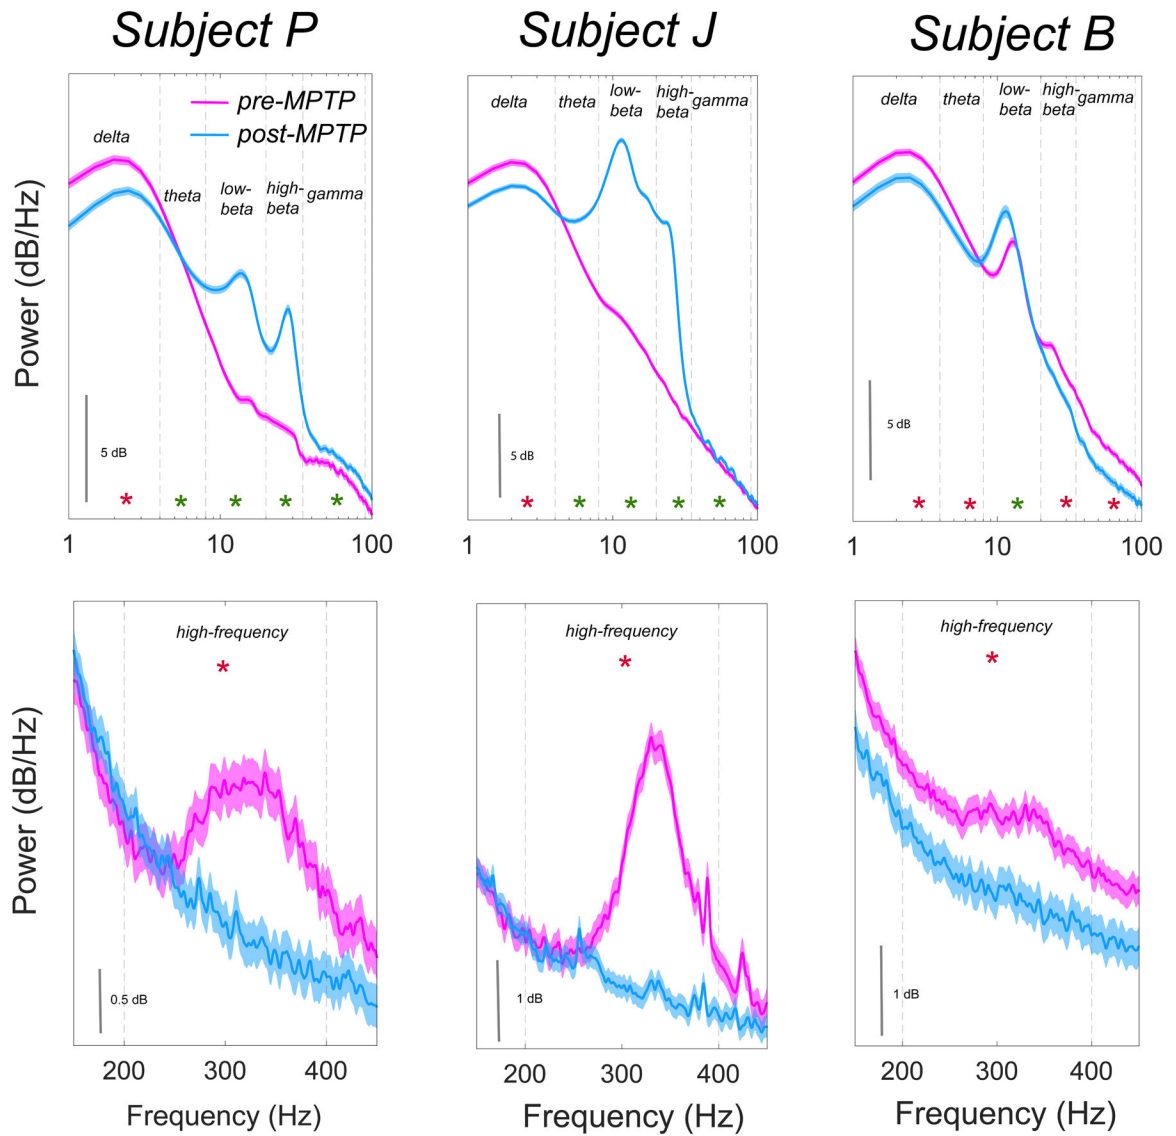 Subject P
Subject J
Subject B
pre-MPTP
post-MPTP
delta
theta
low-
beta
high-
beta
gamma
5 dB
*
*
*
*
*
1
10
100
Power (dB/Hz)
delta
theta
low-
beta
high-
beta
gamma
5 dB
*
*
*
*
*
1
10
100
delta
theta
low-
beta
high-
beta
gamma
5 dB
*
*
*
*
*
1
10
100
high-frequency
*
0.5 dB
200
300
400
Power (dB/Hz)
Frequency (Hz)
high-frequency
*
1 dB
200
300
400
Frequency (Hz)
high-frequency
*
1 dB
200
300
400
Frequency (Hz)